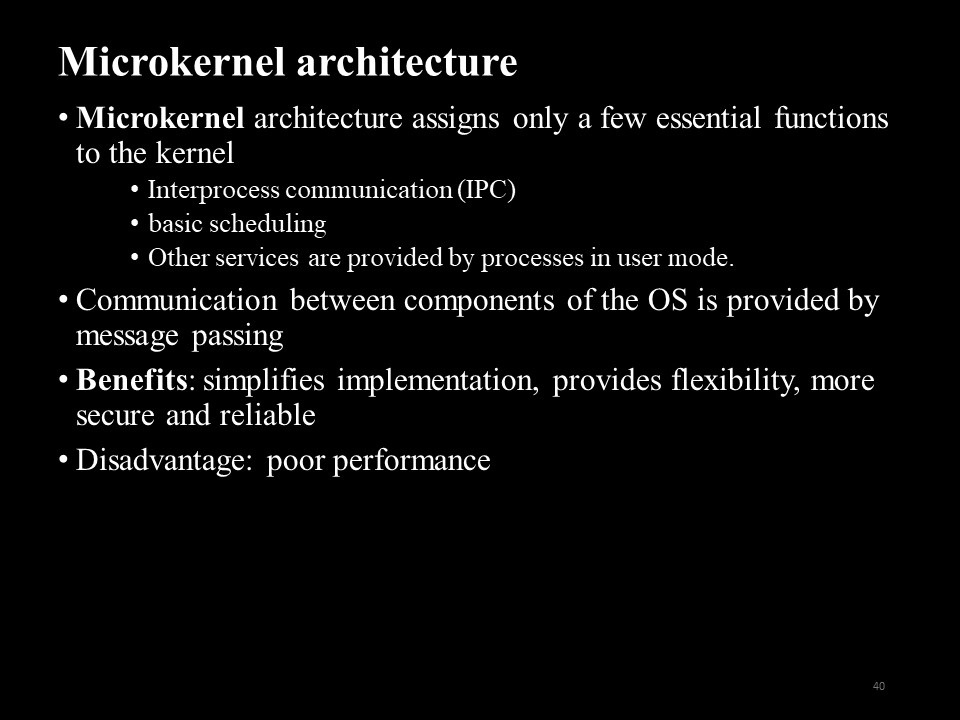 Microkernel architecture
• Microkernel architecture assigns only a few essential functions
to the kernel
• Interprocess communication (IPC)
• basic scheduling
• Other services are provided by processes in user mode.
• Communication between components of the OS is provided by
message passing
• Benefits: simplifies implementation, provides flexibility, more
secure and reliable
• Disadvantage: poor performance
40